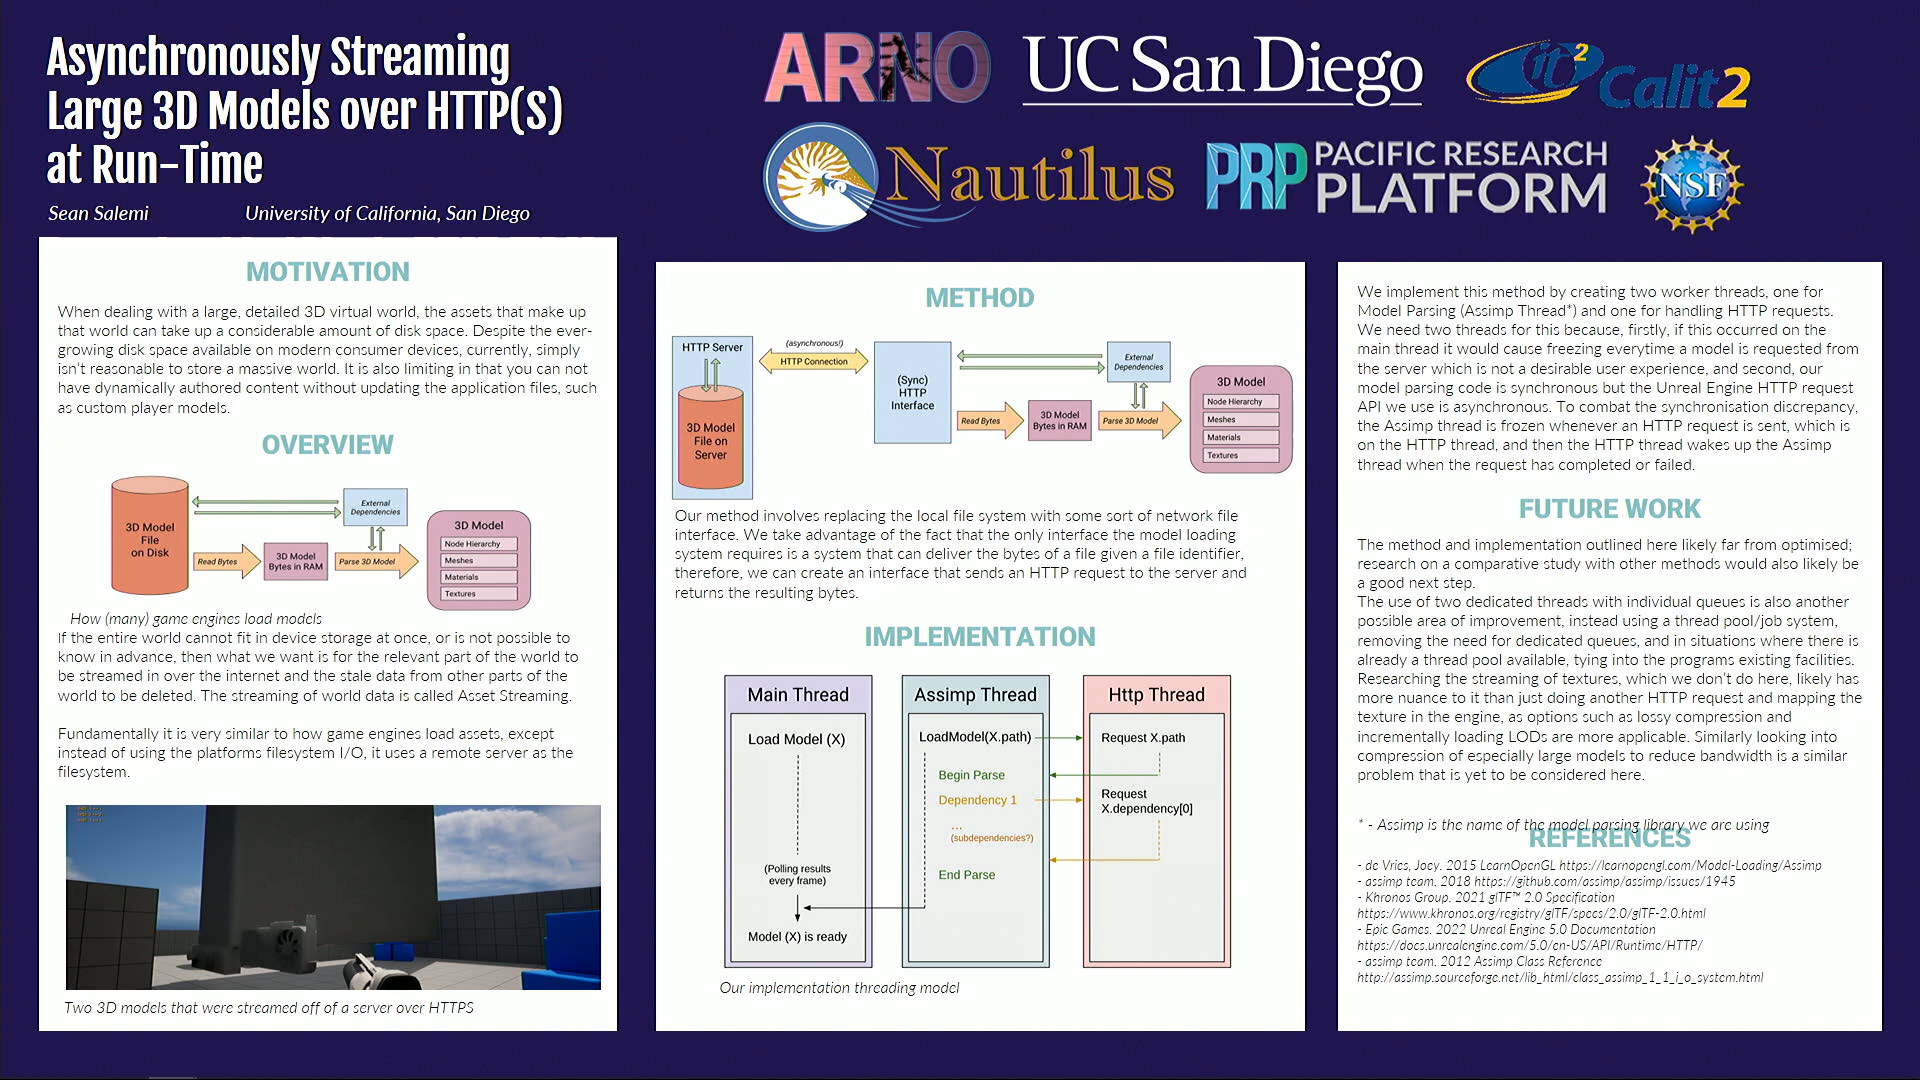 Asynchronously Streaming
Large 3D Models over HTTP(S)
at Run-Time
Sean Salemi
University of California, San Diego
ARNO
UC San Diego
it2
Calit2
Nautilus
PRP PACIFIC RESEARCH
PLATFORM
NSF
MOTIVATION
When dealing with a large, detailed 3D virtual world, the assets that make up
that world can take up a considerable amount of disk space. Despite the ever-
growing disk space available on modern consumer devices, currently, simply
isn't reasonable to store a massive world. It is also limiting in that you can not
have dynamically authored content without updating the application files, such
as custom player models.
OVERVIEW
3D Model
File
on Disk
External
Dependencies
Read Bytes
3D Model
Bytes in RAM
Parse 3D Model
3D Model
Node Hierarchy
Meshes
Materials
Textures
How (many) game engines load models
If the entire world cannot fit in device storage at once, or is not possible to
know in advance, then what we want is for the relevant part of the world to
be streamed in over the internet and the stale data from other parts of the
world to be deleted. The streaming of world data is called Asset Streaming.
Fundamentally it is very similar to how game engines load assets, except
instead of using the platforms filesystem I/O, it uses a remote server as the
filesystem.
Two 3D models that were streamed off of a server over HTTPS
METHOD
HTTP Server
3D Model
File on
Server
(asynchronous!)
HTTP Connection
(Sync)
HTTP
Interface
External
Dependencies
Read Bytes
3D Model
Bytes in RAM
Parse 3D Model
3D Model
Node Hierarchy
Meshes
Materials
Textures
Our method involves replacing the local file system with some sort of network file
interface. We take advantage of the fact that the only interface the model loading
system requires is a system that can deliver the bytes of a file given a file identifier,
therefore, we can create an interface that sends an HTTP request to the server and
returns the resulting bytes.
IMPLEMENTATION
Main Thread
Load Model (X)
(Polling results
every frame)
Model (X) is ready
Assimp Thread
LoadModel(X.path)
Begin Parse
Dependency 1
...
(subdependencies?)
End Parse
Http Thread
Request X.path
Request
X.dependency[0]
Our implementation threading model
We implement this method by creating two worker threads, one for
Model Parsing (Assimp Thread*) and one for handling HTTP requests.
We need two threads for this because, firstly, if this occurred on the
main thread it would cause freezing everytime a model is requested from
the server which is not a desirable user experience, and second, our
model parsing code is synchronous but the Unreal Engine HTTP request
API we use is asynchronous. To combat the synchronisation discrepancy,
the Assimp thread is frozen whenever an HTTP request is sent, which is
on the HTTP thread, and then the HTTP thread wakes up the Assimp
thread when the request has completed or failed.
FUTURE WORK
The method and implementation outlined here likely far from optimised;
research on a comparative study with other methods would also likely be
a good next step.
The use of two dedicated threads with individual queues is also another
possible area of improvement, instead using a thread pool/job system,
removing the need for dedicated queues, and in situations where there is
already a thread pool available, tying into the programs existing facilities.
Researching the streaming of textures, which we don't do here, likely has
more nuance to it than just doing another HTTP request and mapping the
texture in the engine, as options such as lossy compression and
incrementally loading LODs are more applicable. Similarly looking into
compression of especially large models to reduce bandwidth is a similar
problem that is yet to be considered here.
* - Assimp is the name of the model parsing library we are using
REFERENCES
- de Vries, Joey. 2015 LearnOpenGL https://learnopengl.com/Model-Loading/Assimp
- assimp team. 2018 https://github.com/assimp/assimp/issues/1945
- Khronos Group. 2021 glTF™ 2.0 Specification
https://www.khronos.org/registry/glTF/specs/2.0/glTF-2.0.html
- Epic Games. 2022 Unreal Engine 5.0 Documentation
https://docs.unrealengine.com/5.0/en-US/API/Runtime/HTTP/
- assimp team. 2012 Assimp Class Reference
http://assimp.sourceforge.net/lib_html/class_assimp_1_1_i_o_system.html